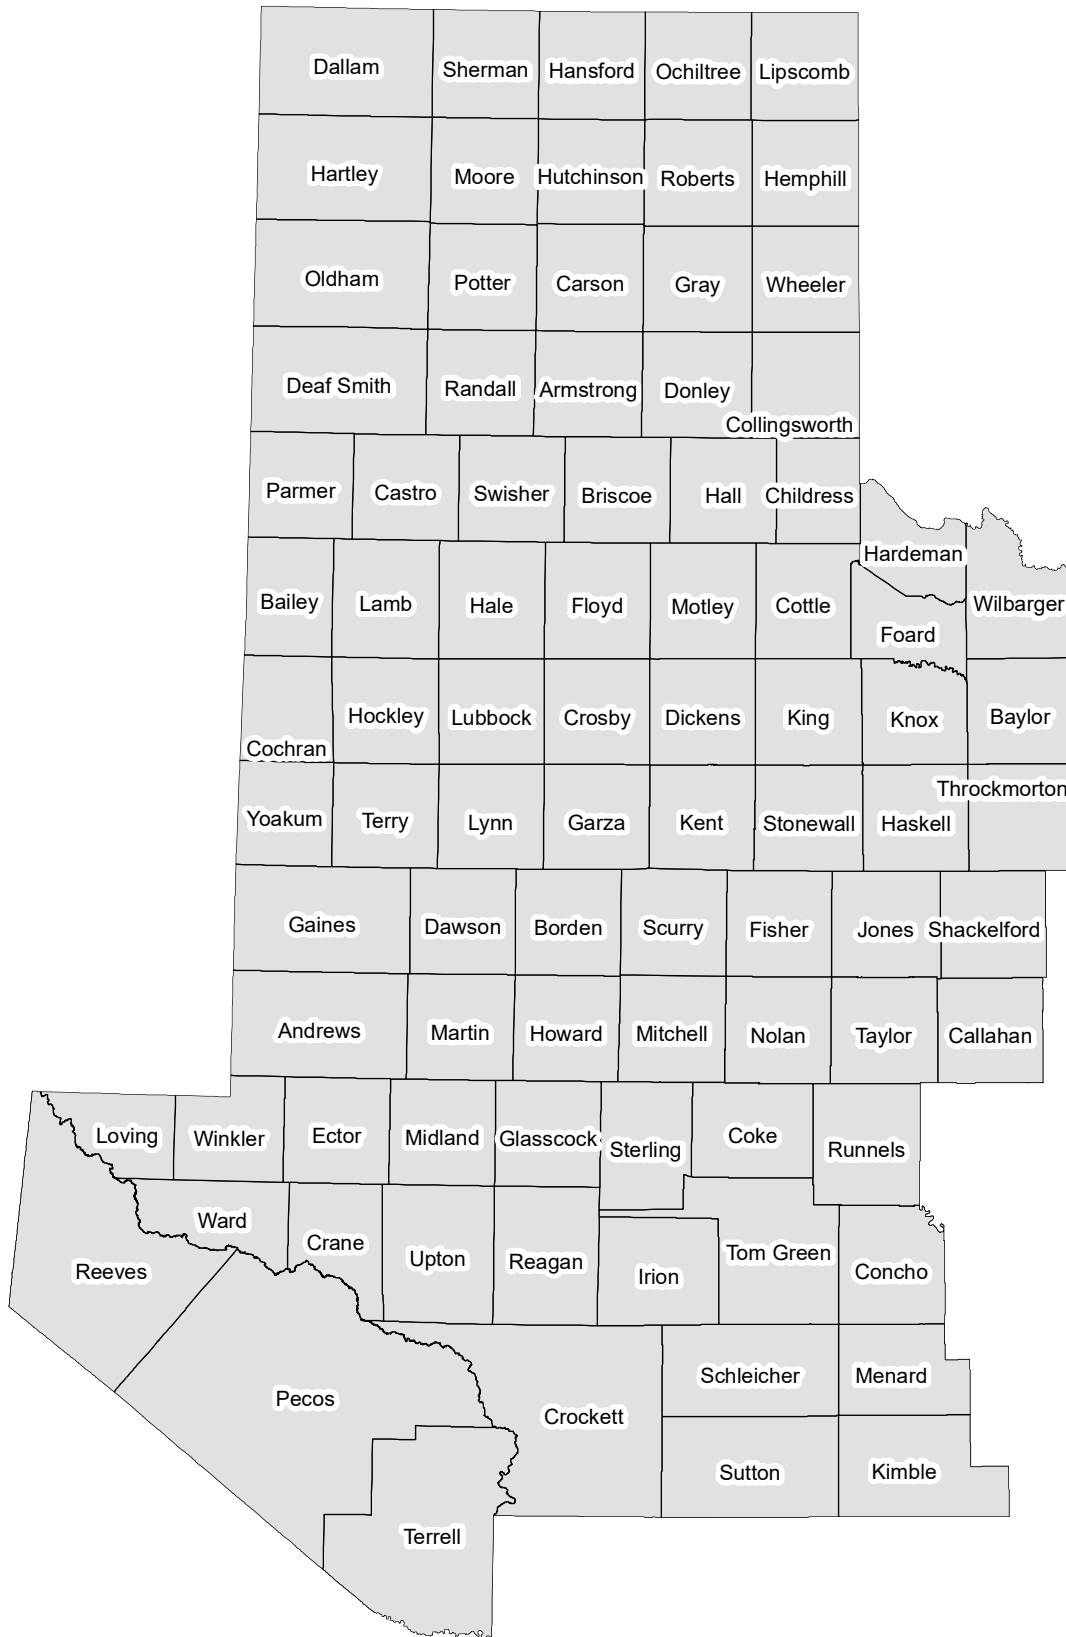 Dallam
Sherman
Hansford
Ochiltree
Lipscomb
Hartley
Moore
Hutchinson
Roberts
Hemphill
Oldham
Potter
Carson
Gray
Wheeler
Deaf Smith
Randall
Armstrong
Donley
Collingsworth
Parmer
Castro
Swisher
Briscoe
Hall
Childress
Hardeman
Bailey
Lamb
Hale
Floyd
Motley
Cottle
Foard
Wilbarger
Cochran
Hockley
Lubbock
Crosby
Dickens
King
Knox
Baylor
Yoakum
Terry
Lynn
Garza
Kent
Stonewall
Haskell
Throckmorton
Gaines
Dawson
Borden
Scurry
Fisher
Jones
Shackelford
Andrews
Martin
Howard
Mitchell
Nolan
Taylor
Callahan
Loving
Winkler
Ector
Midland
Glasscock
Sterling
Coke
Runnels
Reeves
Ward
Crane
Upton
Reagan
Irion
Tom Green
Concho
Pecos
Crockett
Schleicher
Menard
Sutton
Kimble
Terrell